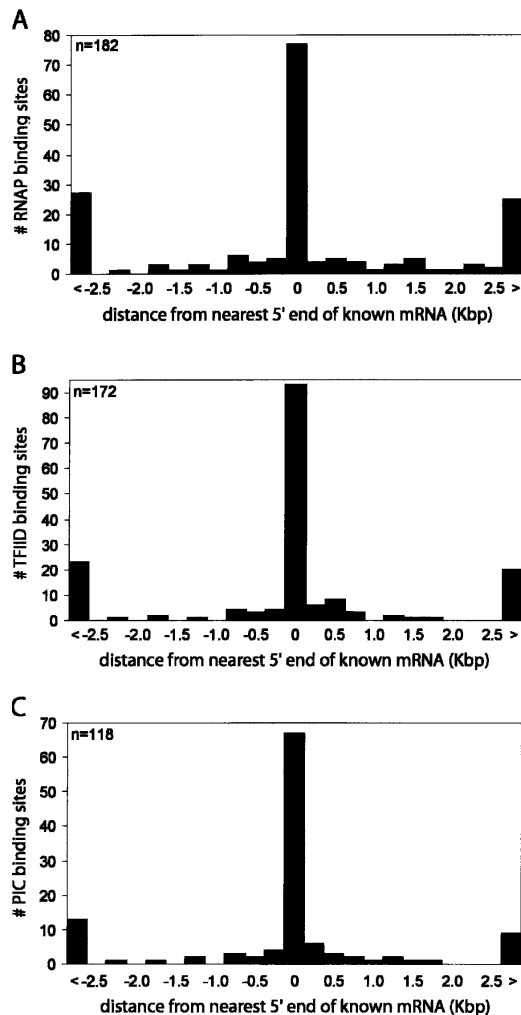 A
n=182
# RNAP binding sites
80
70
60
50
40
30
20
10
0
< -2.5 -2.0 -1.5 -1.0 -0.5 0 0.5 1.0 1.5 2.0 2.5 >
distance from nearest 5' end of known mRNA (Kbp)
B
n=172
# TFIID binding sites
90
80
70
60
50
40
30
20
10
0
< -2.5 -2.0 -1.5 -1.0 -0.5 0 0.5 1.0 1.5 2.0 2.5 >
distance from nearest 5' end of known mRNA (Kbp)
C
n=118
# PIC binding sites
70
60
50
40
30
20
10
0
< -2.5 -2.0 -1.5 -1.0 -0.5 0 0.5 1.0 1.5 2.0 2.5 >
distance from nearest 5' end of known mRNA (Kbp)